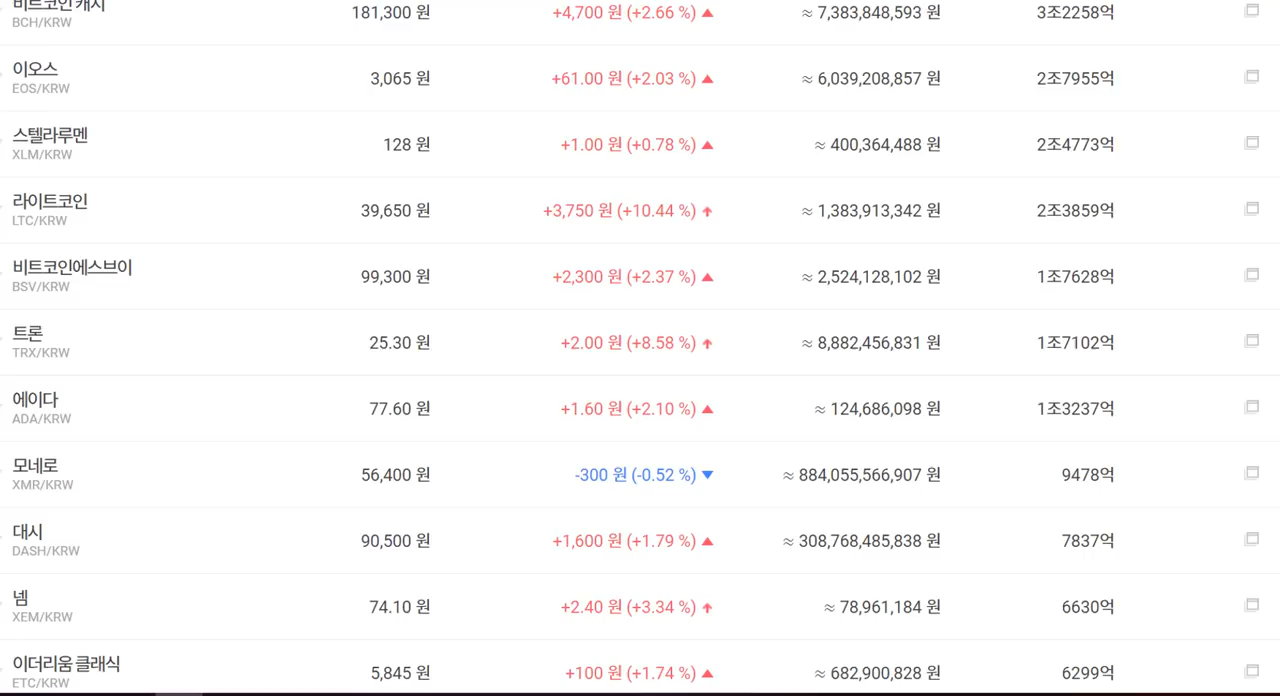 비트코인 캐시 181,300 원 +4,700 원 (+2.66 %) ≈ 7,383,848,593 원 3조2258억
BCH/KRW
이오스 3,065 원 +61.00 원 (+2.03 %) ≈ 6,039,208,857 원 2조7955억
EOS/KRW
스텔라루멘 128 원 +1.00 원 (+0.78 %) ≈ 400,364,488 원 2조4773억
XLM/KRW
라이트코인 39,650 원 +3,750 원 (+10.44 %) ≈ 1,383,913,342 원 2조3859억
LTC/KRW
비트코인에스브이 99,300 원 +2,300 원 (+2.37 %) ≈ 2,524,128,102 원 1조7628억
BSV/KRW
트론 25.30 원 +2.00 원 (+8.58 %) ≈ 8,882,456,831 원 1조7102억
TRX/KRW
에이다 77.60 원 +1.60 원 (+2.10 %) ≈ 124,686,098 원 1조3237억
ADA/KRW
모네로 56,400 원 -300 원 (-0.52 %) ≈ 884,055,566,907 원 9478억
XMR/KRW
대시 90,500 원 +1,600 원 (+1.79 %) ≈ 308,768,485,838 원 7837억
DASH/KRW
넴 74.10 원 +2.40 원 (+3.34 %) ≈ 78,961,184 원 6630억
XEM/KRW
이더리움 클래식 5,845 원 +100 원 (+1.74 %) ≈ 682,900,828 원 6299억
ETC/KRW